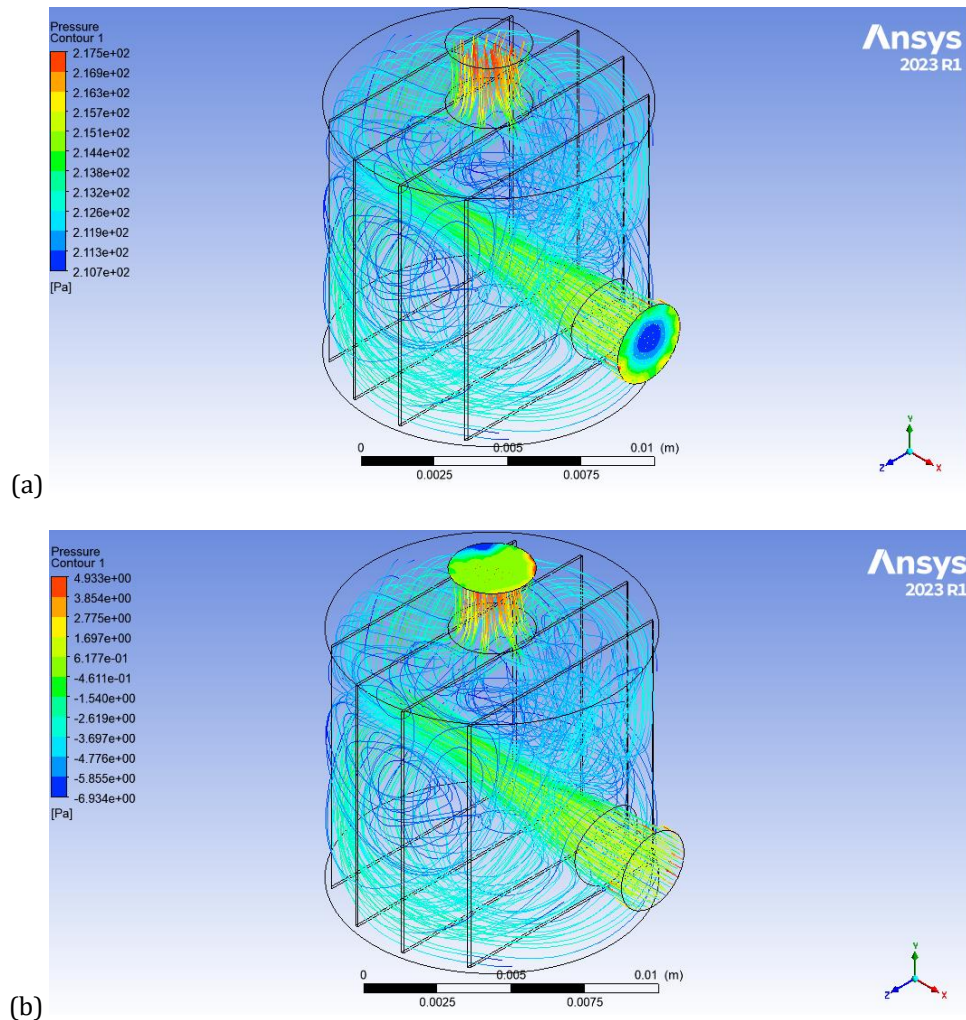 Pressure
Contour 1
2.175e+02
2.169e+02
2.163e+02
2.157e+02
2.151e+02
2.144e+02
2.138e+02
2.132e+02
2.126e+02
2.119e+02
2.113e+02
2.107e+02
[Pa]
Ansys
2023 R1
0 0.005 0.01 (m)
0.0025 0.0075
Y
Z X
(a)
Pressure
Contour 1
4.933e+00
3.854e+00
2.775e+00
1.697e+00
6.177e-01
-4.611e-01
-1.540e+00
-2.619e+00
-3.697e+00
-4.776e+00
-5.855e+00
-6.934e+00
[Pa]
Ansys
2023 R1
0 0.005 0.01 (m)
0.0025 0.0075
Y
Z X
(b)